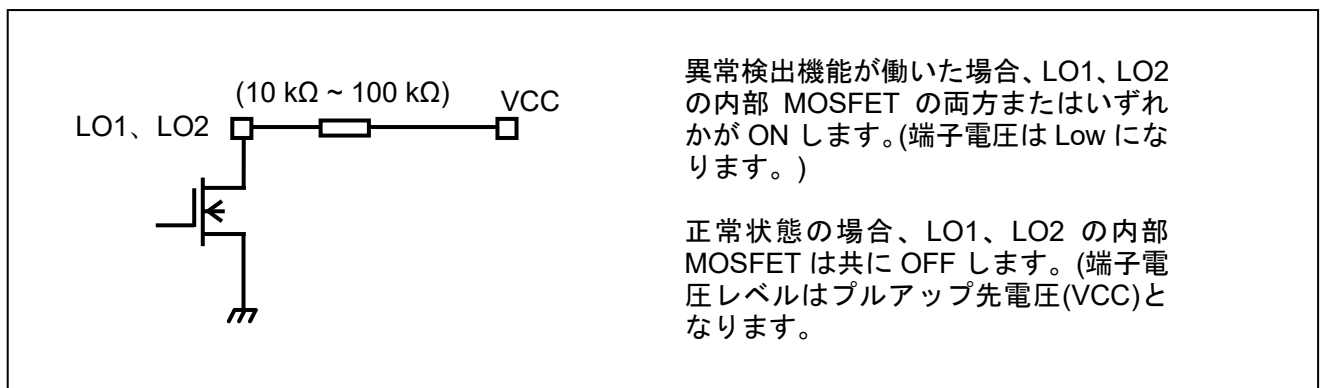 (10 kΩ ~ 100 kΩ)
VCC
LO1、LO2
異常検出機能が働いた場合、LO1、LO2
の内部 MOSFET の両方またはいずれ
かが ON します。(端子電圧は Low にな
ります。)
正常状態の場合、LO1、LO2 の内部
MOSFET は共に OFF します。(端子電
圧レベルはプルアップ先電圧(VCC)と
なります。